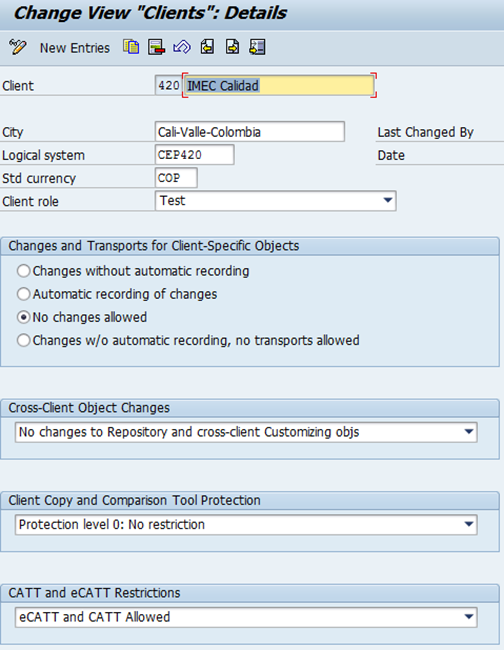 Change View "Clients": Details
New Entries
Client 420 IMEC Calidad
City Cali-Valle-Colombia Last Changed By
Logical system CEP420 Date
Std currency COP
Client role Test
Changes and Transports for Client-Specific Objects
Changes without automatic recording
Automatic recording of changes
No changes allowed
Changes w/o automatic recording, no transports allowed
Cross-Client Object Changes
No changes to Repository and cross-client Customizing objs
Client Copy and Comparison Tool Protection
Protection level 0: No restriction
CATT and eCATT Restrictions
eCATT and CATT Allowed